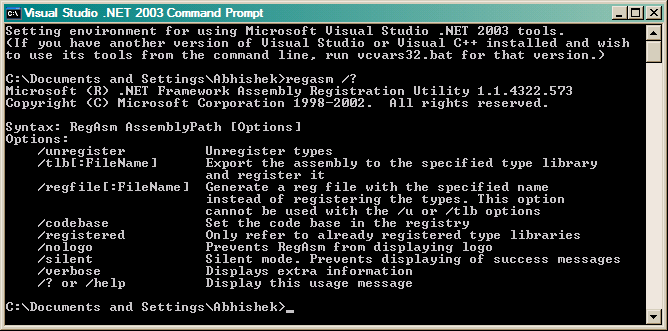 Visual Studio .NET 2003 Command Prompt
Setting environment for using Microsoft Visual Studio .NET 2003 tools.
(If you have another version of Visual Studio or Visual C++ installed and wish
to use its tools from the command line, run vcvars32.bat for that version.)
C:\Documents and Settings\Abhishek>regasm /?
Microsoft (R) .NET Framework Assembly Registration Utility 1.1.4322.573
Copyright (C) Microsoft Corporation 1998-2002.  All rights reserved.
Syntax: RegAsm AssemblyPath [Options]
Options:
/unregister Unregister types
/tlb[:FileName] Export the assembly to the specified type library
and register it
/regfile[:FileName] Generate a reg file with the specified name
instead of registering the types. This option
cannot be used with the /u or /tlb options
/codebase Set the code base in the registry
/registered Only refer to already registered type libraries
/nologo Prevents RegAsm from displaying logo
/silent Silent mode. Prevents displaying of success messages
/verbose Displays extra information
/? or /help Display this usage message
C:\Documents and Settings\Abhishek>_